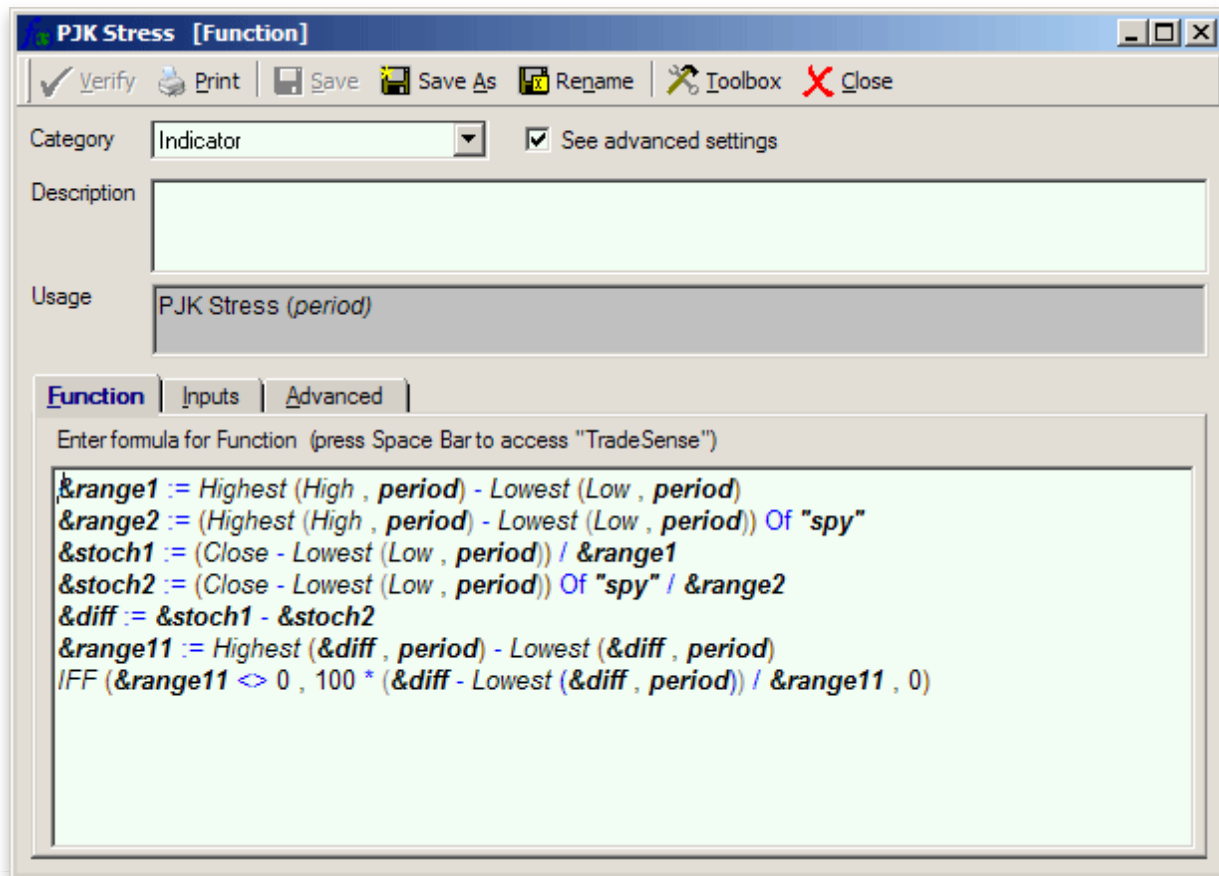 PJK Stress [Function]
Verify Print Save Save As Rename Toolbox Close
Category Indicator See advanced settings
Description
Usage PJK Stress (period)
Function Inputs Advanced
Enter formula for Function (press Space Bar to access "TradeSense")
&range1 := Highest (High , period) - Lowest (Low , period)
&range2 := (Highest (High , period) - Lowest (Low , period)) Of "spy"
&stoch1 := (Close - Lowest (Low , period)) / &range1
&stoch2 := (Close - Lowest (Low , period)) Of "spy" / &range2
&diff := &stoch1 - &stoch2
&range11 := Highest (&diff , period) - Lowest (&diff , period)
IFF (&range11 <> 0 , 100 * (&diff - Lowest (&diff , period)) / &range11 , 0)